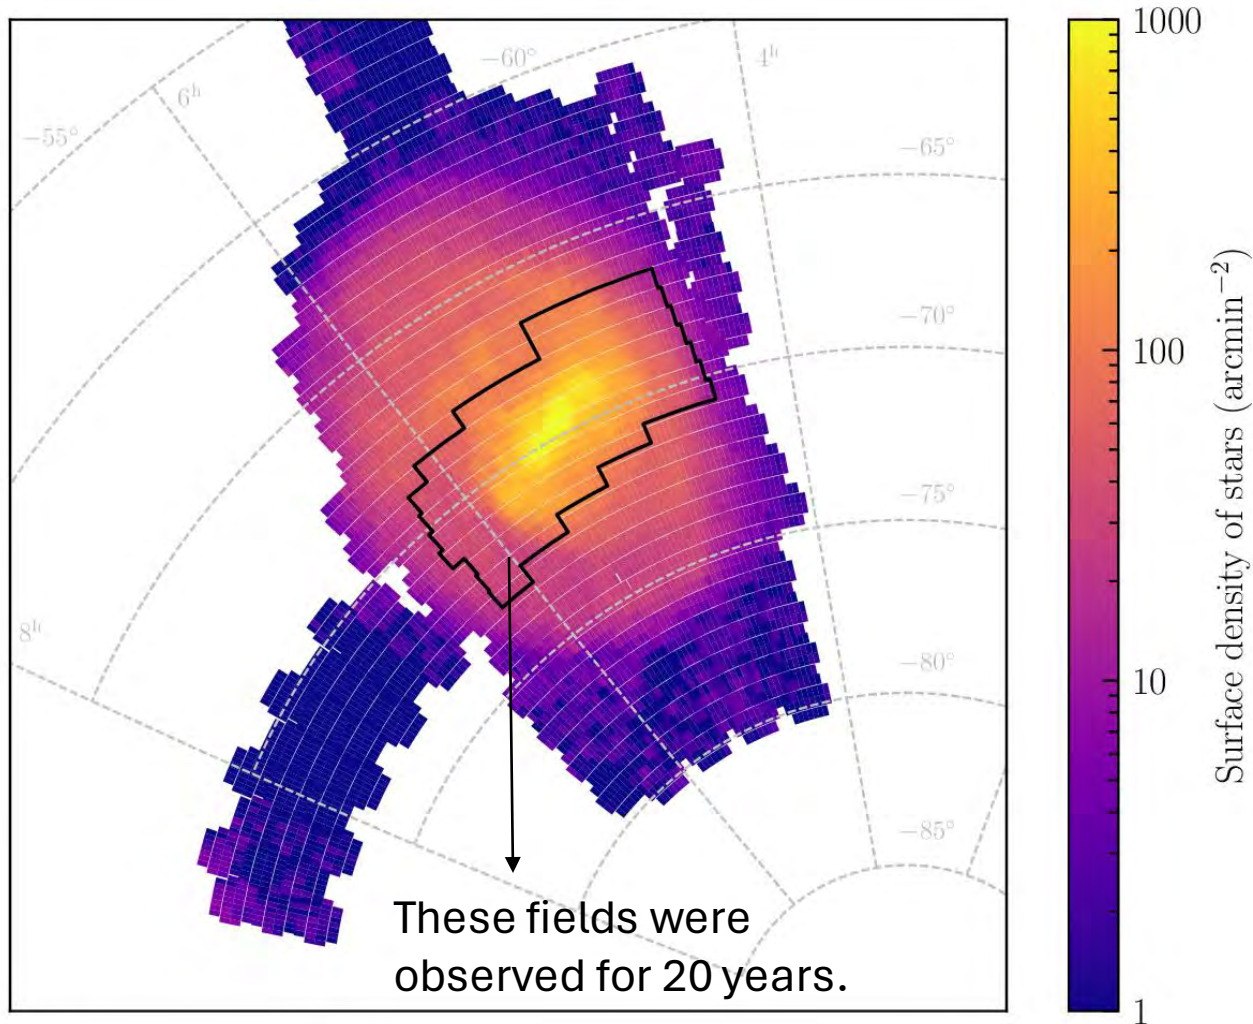 −60°
4ʰ
6ʰ
−55°
−65°
−70°
−75°
8ʰ
−80°
−85°
These fields were
observed for 20 years.
1000
100
10
1
Surface density of stars (arcmin⁻²)